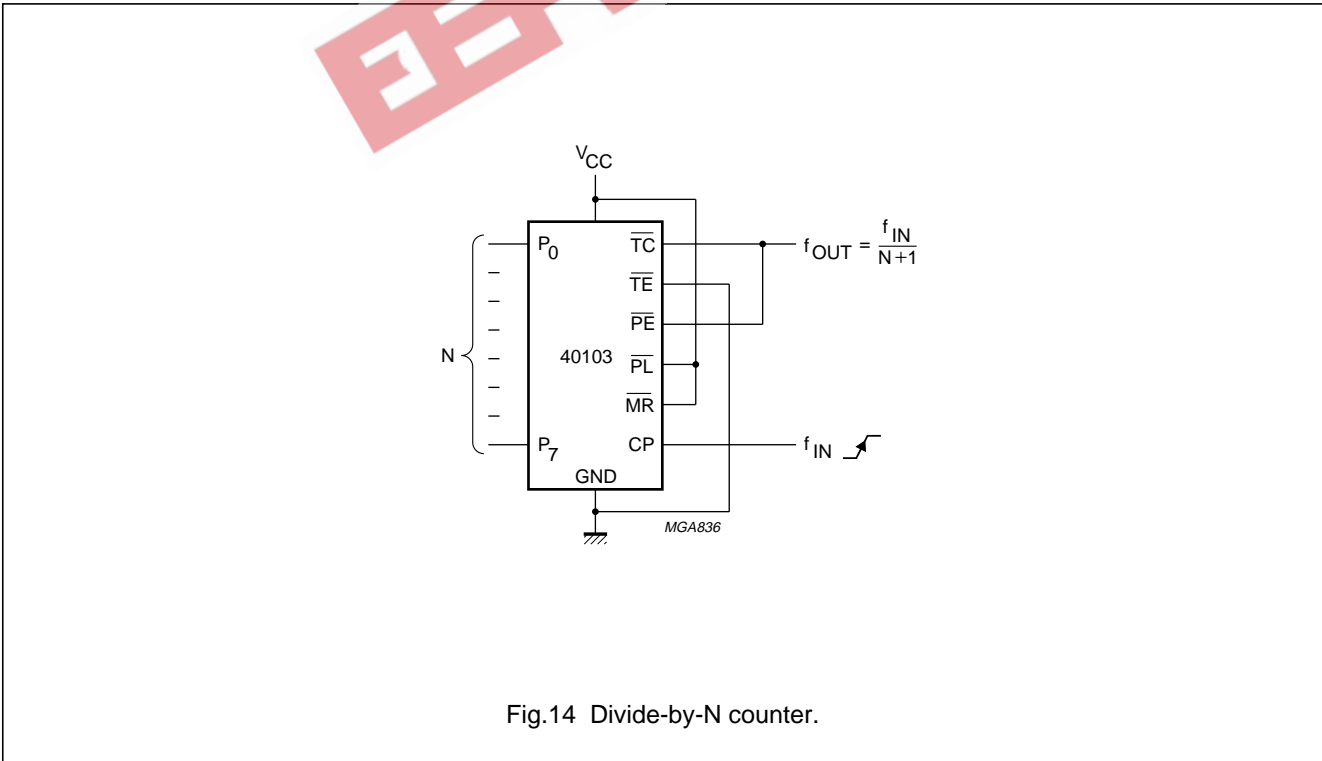 VCC
P0
TC
fOUT = fIN / N+1
TE
PE
N
40103
PL
MR
P7
CP
fIN
GND
MGA836
Fig.14 Divide-by-N counter.